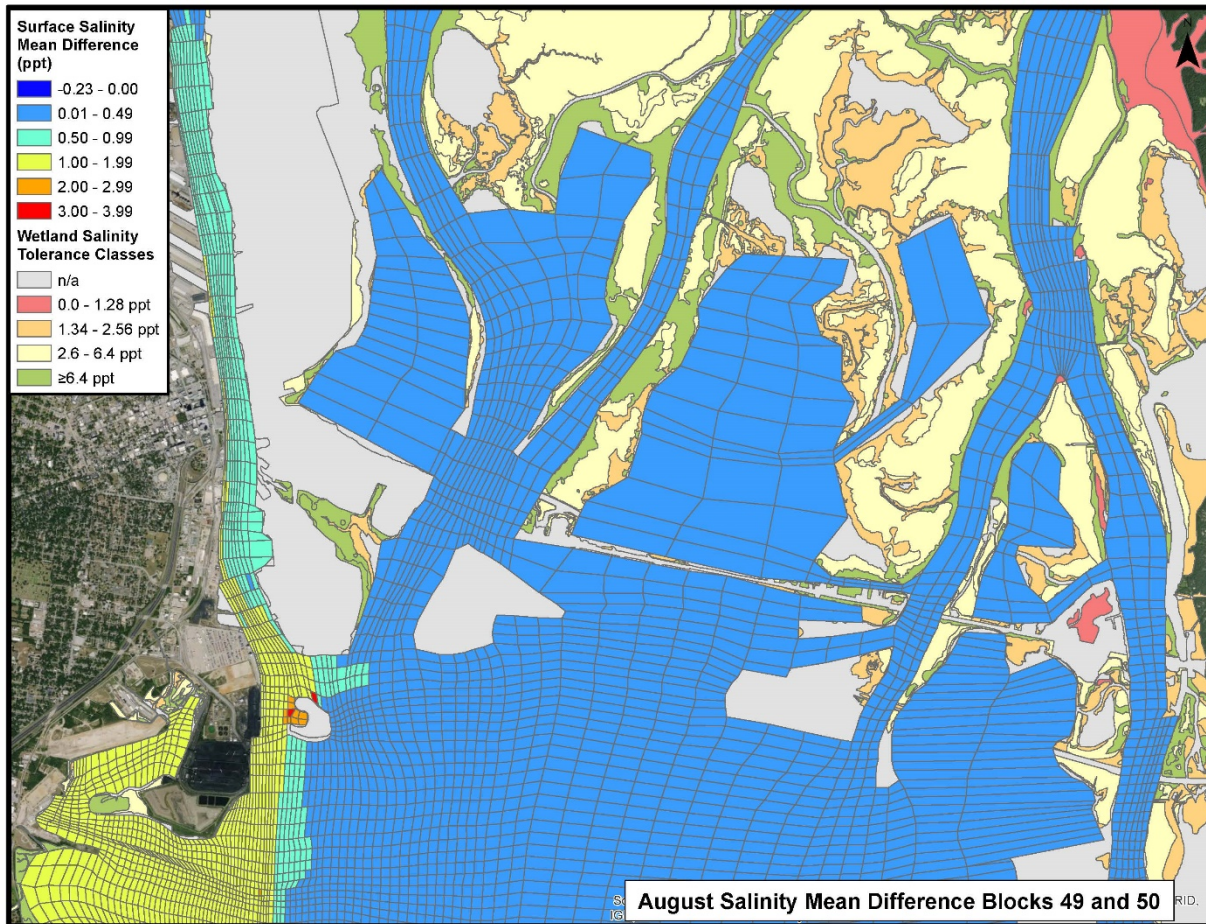 Surface Salinity
Mean Difference
(ppt)
-0.23 - 0.00
0.01 - 0.49
0.50 - 0.99
1.00 - 1.99
2.00 - 2.99
3.00 - 3.99
Wetland Salinity
Tolerance Classes
n/a
0.0 - 1.28 ppt
1.34 - 2.56 ppt
2.6 - 6.4 ppt
≥6.4 ppt
N
August Salinity Mean Difference Blocks 49 and 50
RID.